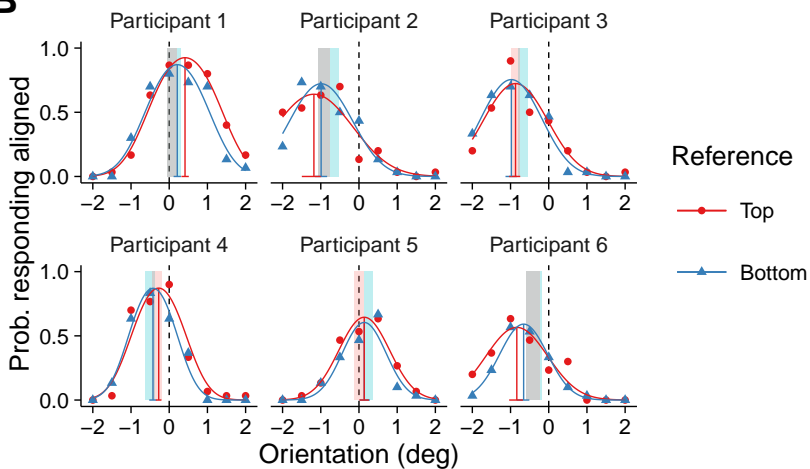 B
Participant 1 Participant 2 Participant 3
1.0
0.5
0.0
−2 −1 0 1 2 −2 −1 0 1 2 −2 −1 0 1 2
Participant 4 Participant 5 Participant 6
1.0
0.5
0.0
−2 −1 0 1 2 −2 −1 0 1 2 −2 −1 0 1 2
Prob. responding aligned
Orientation (deg)
Reference
Top
Bottom